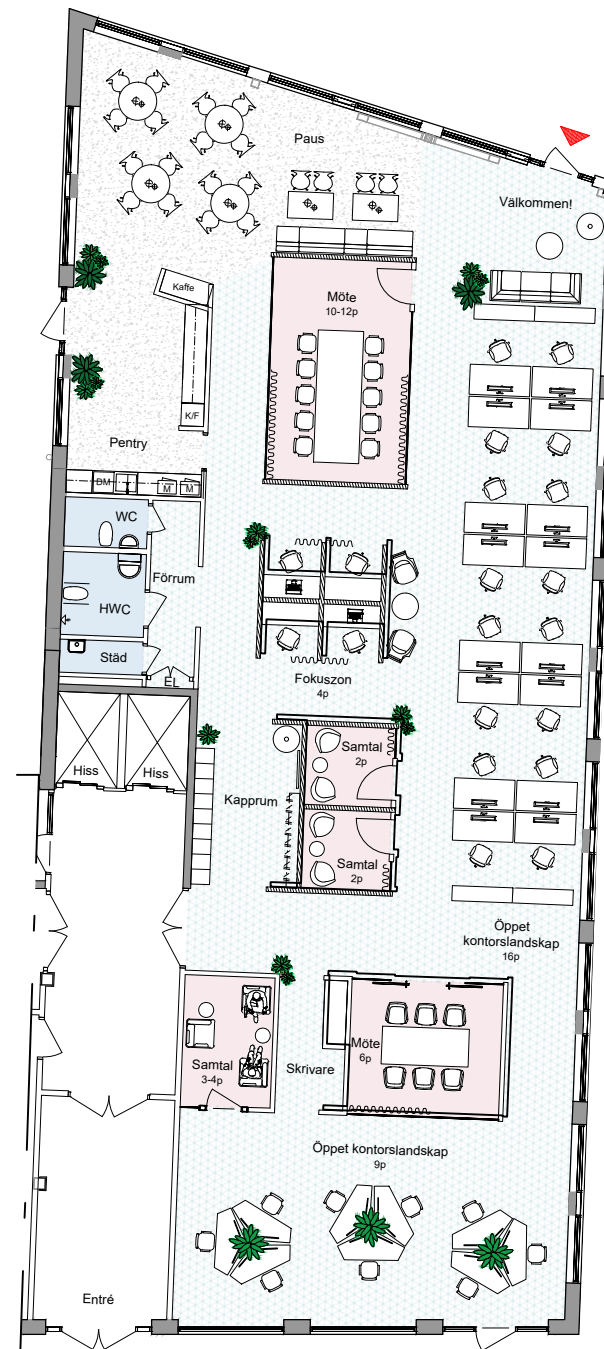 Paus
Välkommen!
Kaffe
Möte
10-12p
K/F
Pentry
DM
M
M
WC
Förrum
HWC
Städ
EL
Fokuszon
4p
Hiss
Hiss
Samtal
2p
Kapprum
Samtal
2p
Öppet
kontorslandskap
16p
Samtal
3-4p
Skrivare
Möte
6p
Öppet kontorslandskap
9p
Entré